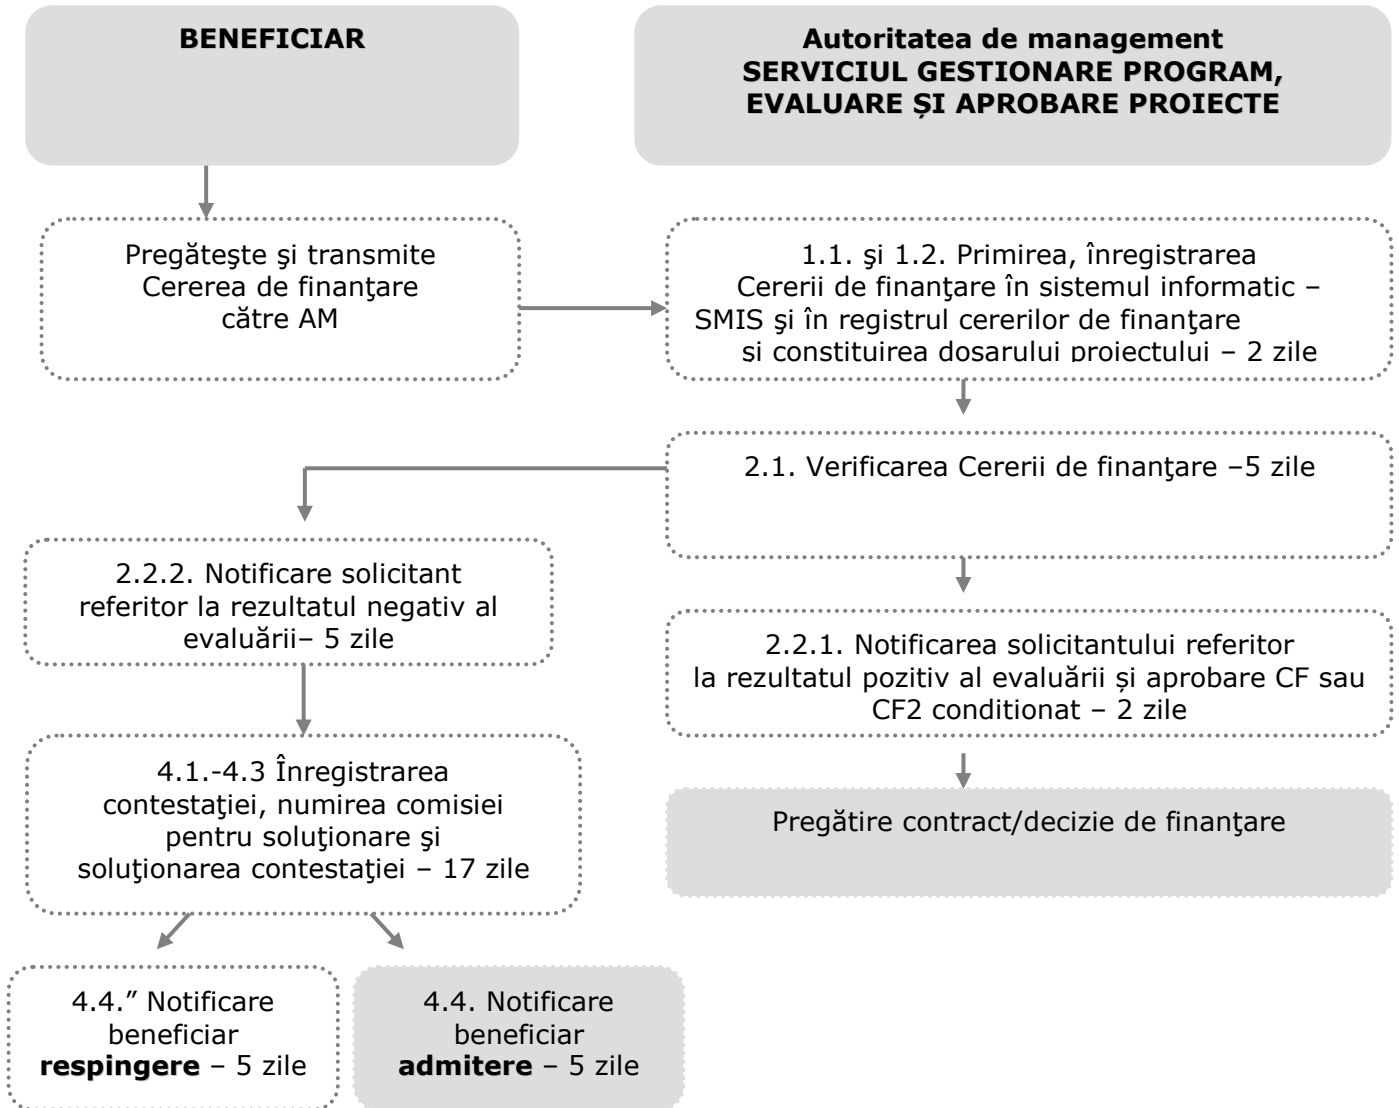 BENEFICIAR
Autoritatea de management
SERVICIUL GESTIONARE PROGRAM,
EVALUARE ȘI APROBARE PROIECTE
Pregăteşte şi transmite
Cererea de finanţare
către AM
1.1. şi 1.2. Primirea, înregistrarea
Cererii de finanţare în sistemul informatic –
SMIS şi în registrul cererilor de finanţare
si constituirea dosarului proiectului – 2 zile
2.1. Verificarea Cererii de finanţare –5 zile
2.2.2. Notificare solicitant
referitor la rezultatul negativ al
evaluării– 5 zile
2.2.1. Notificarea solicitantului referitor
la rezultatul pozitiv al evaluării și aprobare CF sau
CF2 conditionat – 2 zile
4.1.-4.3 Înregistrarea
contestaţiei, numirea comisiei
pentru soluţionare şi
soluţionarea contestaţiei – 17 zile
Pregătire contract/decizie de finanţare
4.4.” Notificare
beneficiar
respingere – 5 zile
4.4. Notificare
beneficiar
admitere – 5 zile